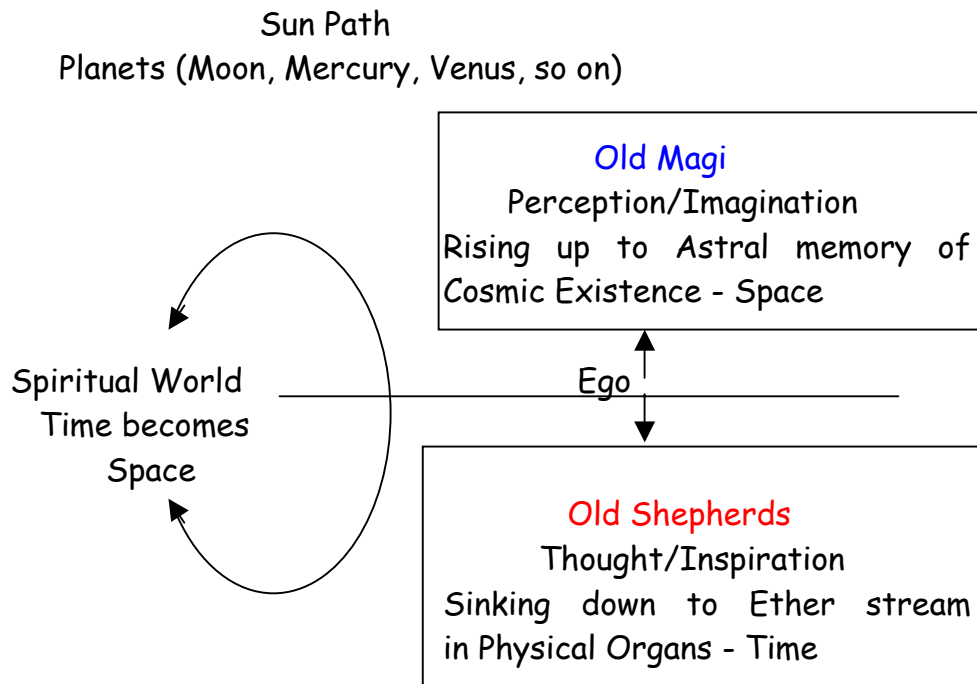 Sun Path
Planets (Moon, Mercury, Venus, so on)
Old Magi
Perception/Imagination
Rising up to Astral memory of
Cosmic Existence - Space
Spiritual World
Time becomes
Space
Ego
Old Shepherds
Thought/Inspiration
Sinking down to Ether stream
in Physical Organs - Time